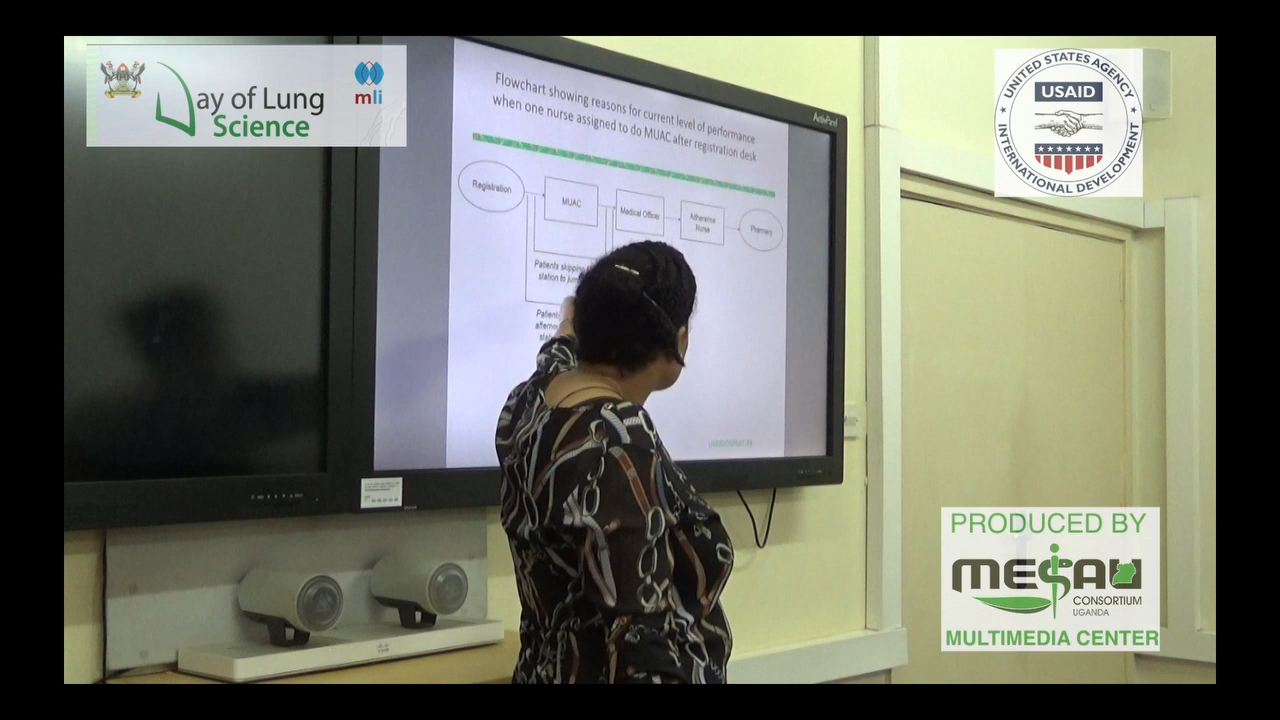 Day of Lung
Science
mli
UNITED STATES AGENCY
USAID
INTERNATIONAL DEVELOPMENT
ActivPanel
Flowchart showing reasons for current level of performance
when one nurse assigned to do MUAC after registration desk
Registration
MUAC
Medical Officer
Adherence
Nurse
Pharmacy
Patients skipping
station to
PRODUCED BY
MESAU
CONSORTIUM
UGANDA
MULTIMEDIA CENTER